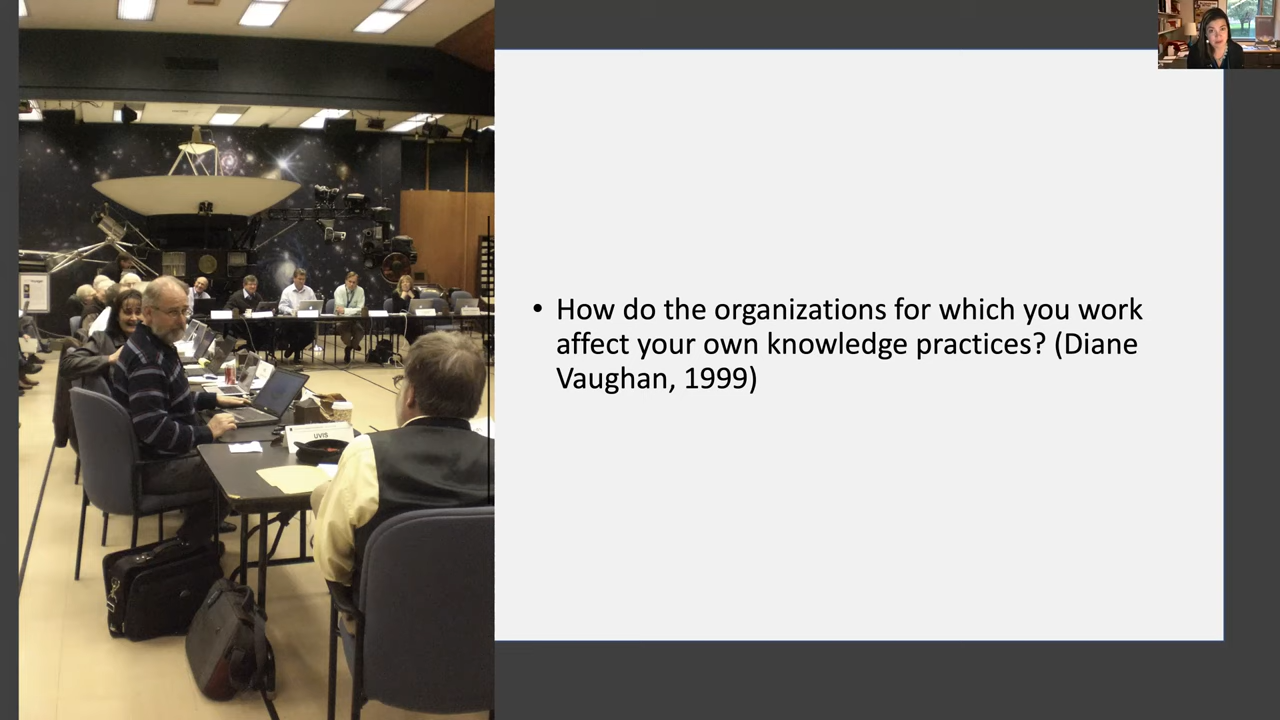 • How do the organizations for which you work
affect your own knowledge practices? (Diane
Vaughan, 1999)
UVIS